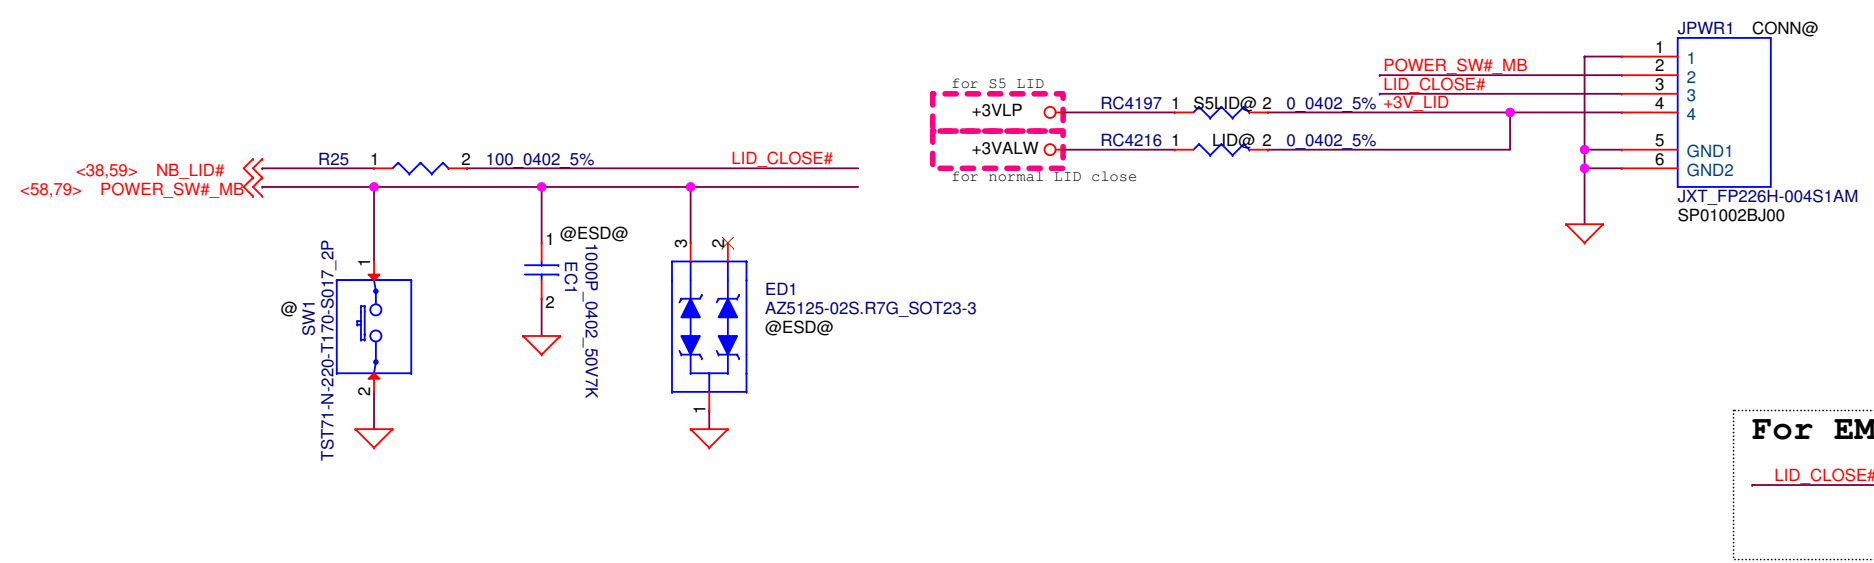 JPWR1 CONN@
1 1
POWER_SW#_MB 2 2
LID_CLOSE# 3 3
+3V_LID 4 4
5 GND1
6 GND2
JXT_FP226H-004S1AM
SP01002BJ00
for S5 LID
+3VLP RC4197 1 S5LID@ 2 0_0402_5%
+3VALW RC4216 1 LID@ 2 0_0402_5%
for normal LID close
<38,59> NB_LID# R25 1 2 100_0402_5% LID_CLOSE#
<58,79> POWER_SW#_MB
1
2
@
SW1
TST71-N-220-T170-S017_2P
1 @ESD@
2
EC1
1000P_0402_50V7K
3 2
1
ED1
AZ5125-02S.R7G_SOT23-3
@ESD@
For EM
LID_CLOSE#